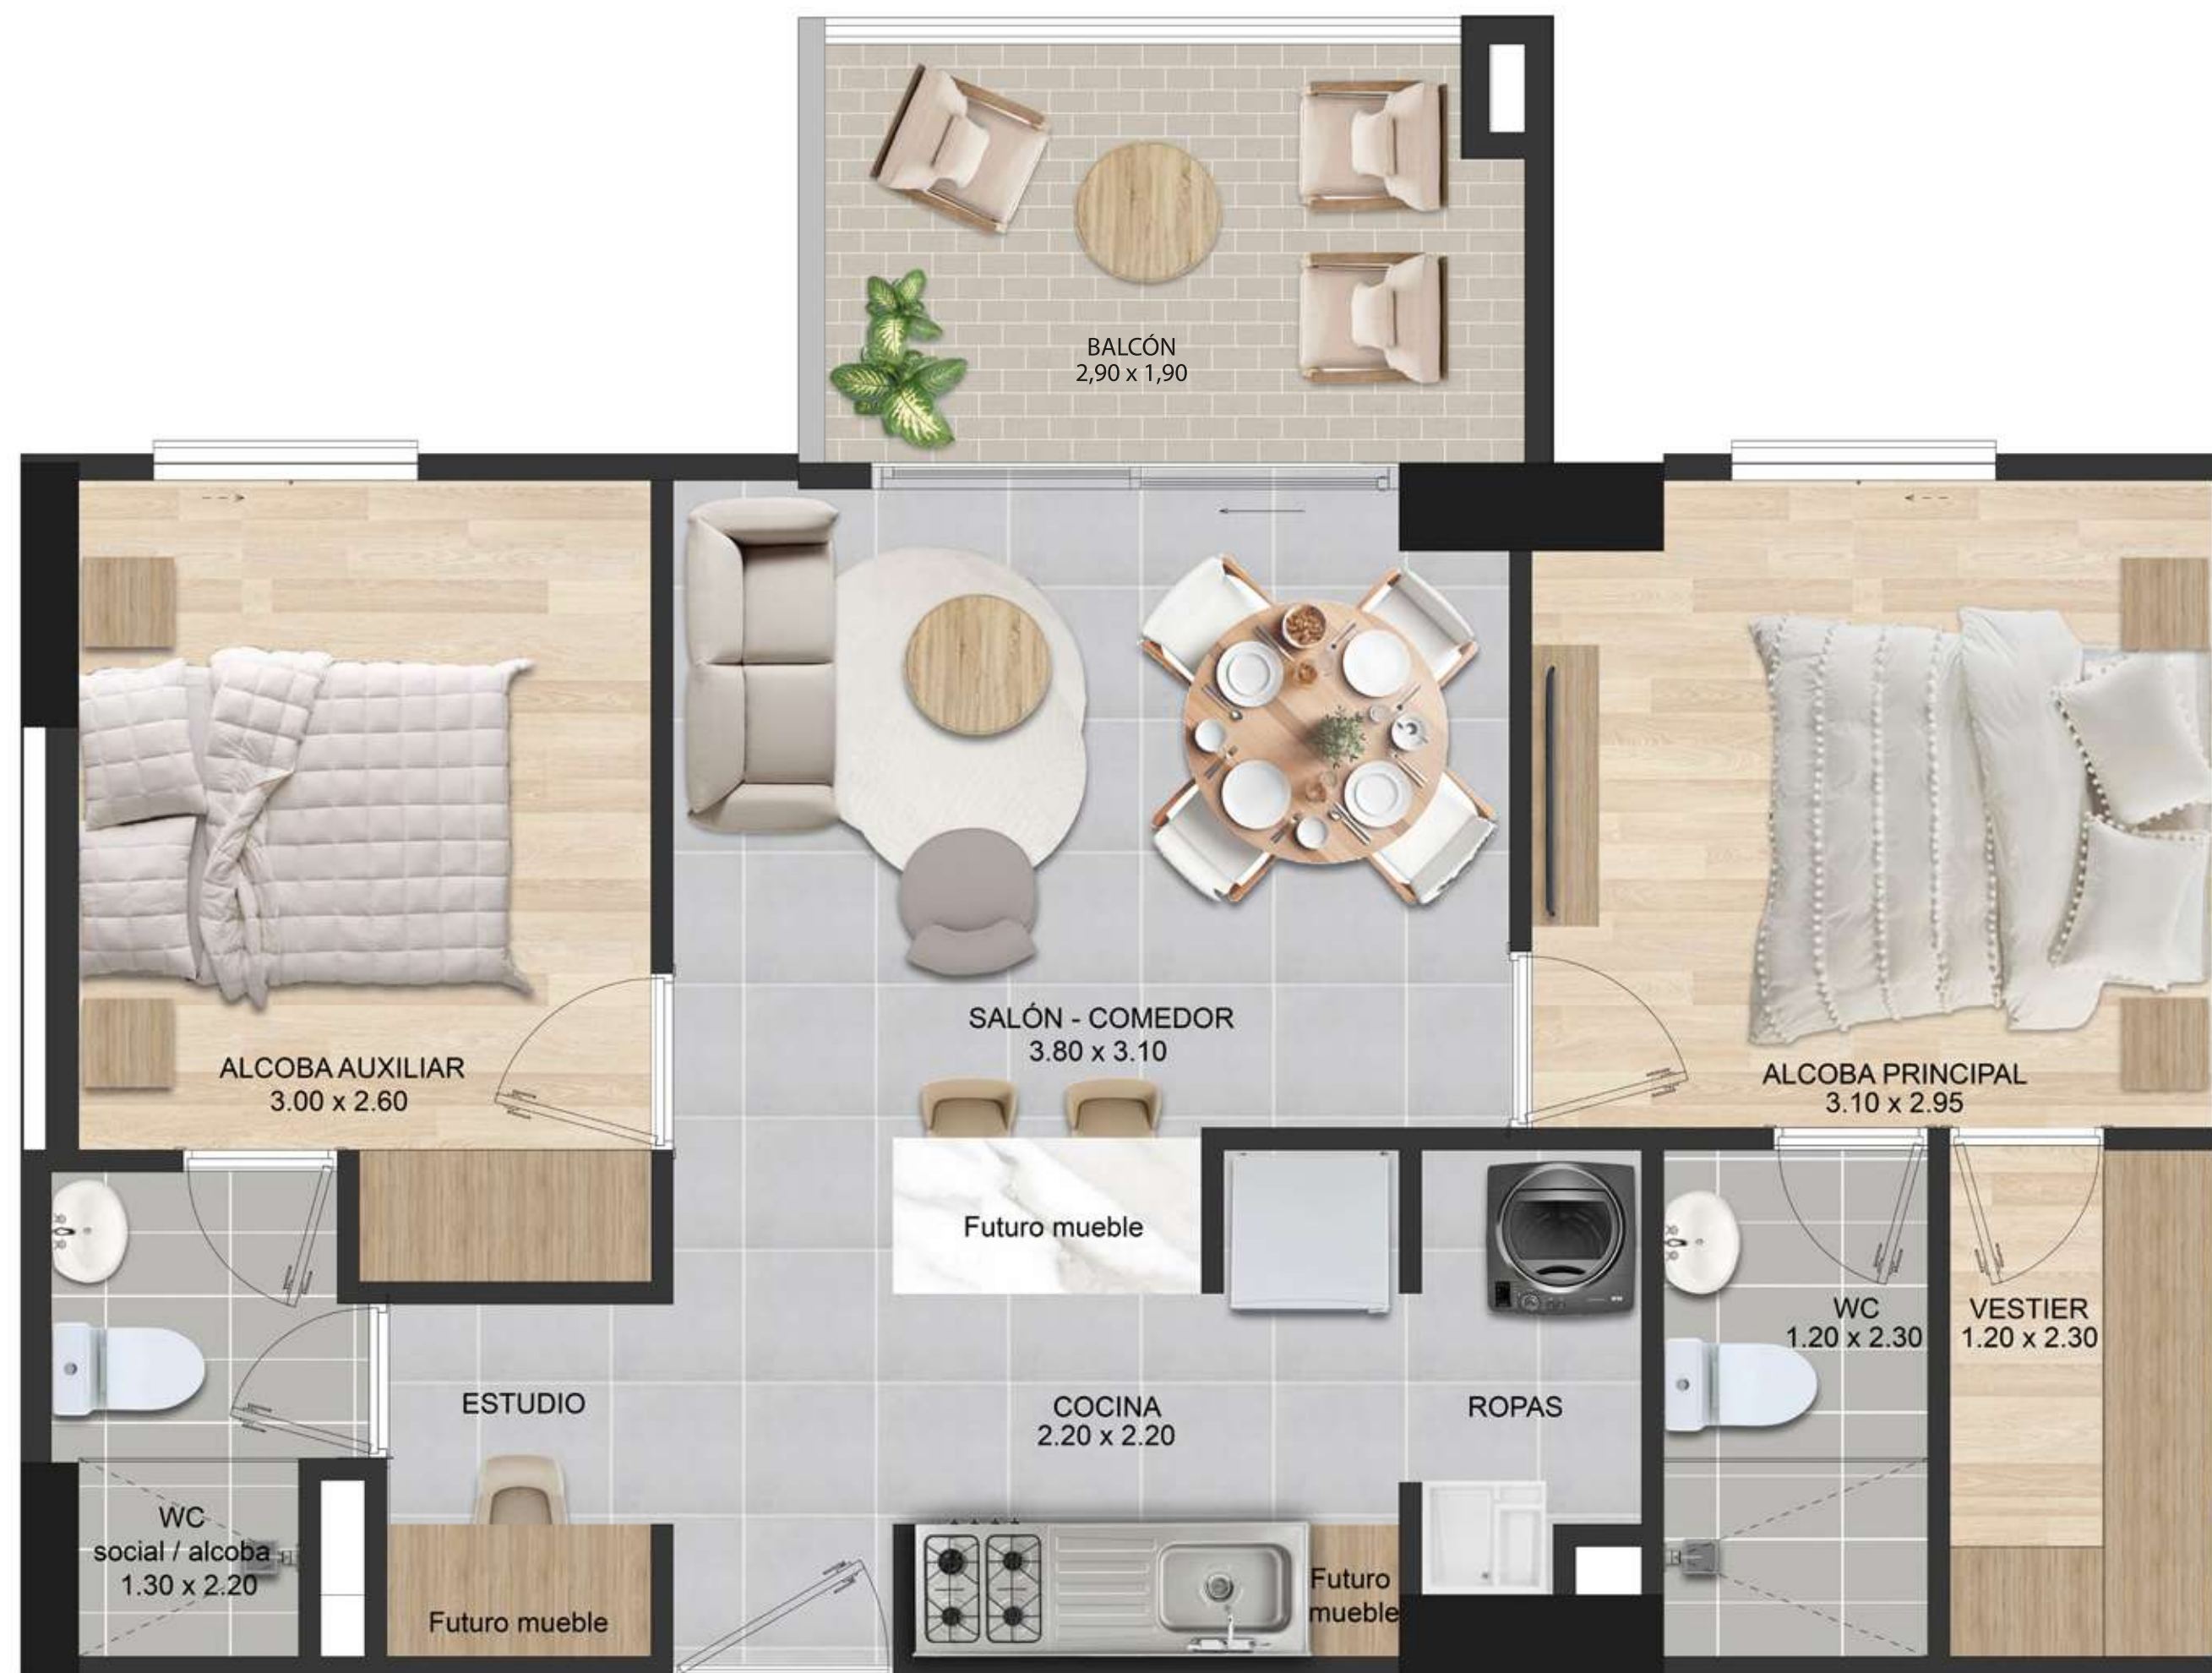 BALCÓN
2,90 x 1,90
SALÓN - COMEDOR
3.80 x 3.10
ALCOBA AUXILIAR
3.00 x 2.60
ALCOBA PRINCIPAL
3.10 x 2.95
Futuro mueble
WC
1.20 x 2.30
VESTIER
1.20 x 2.30
ESTUDIO
COCINA
2.20 x 2.20
ROPAS
WC
social / alcoba
1.30 x 2.20
Futuro mueble
Futuro
mueble